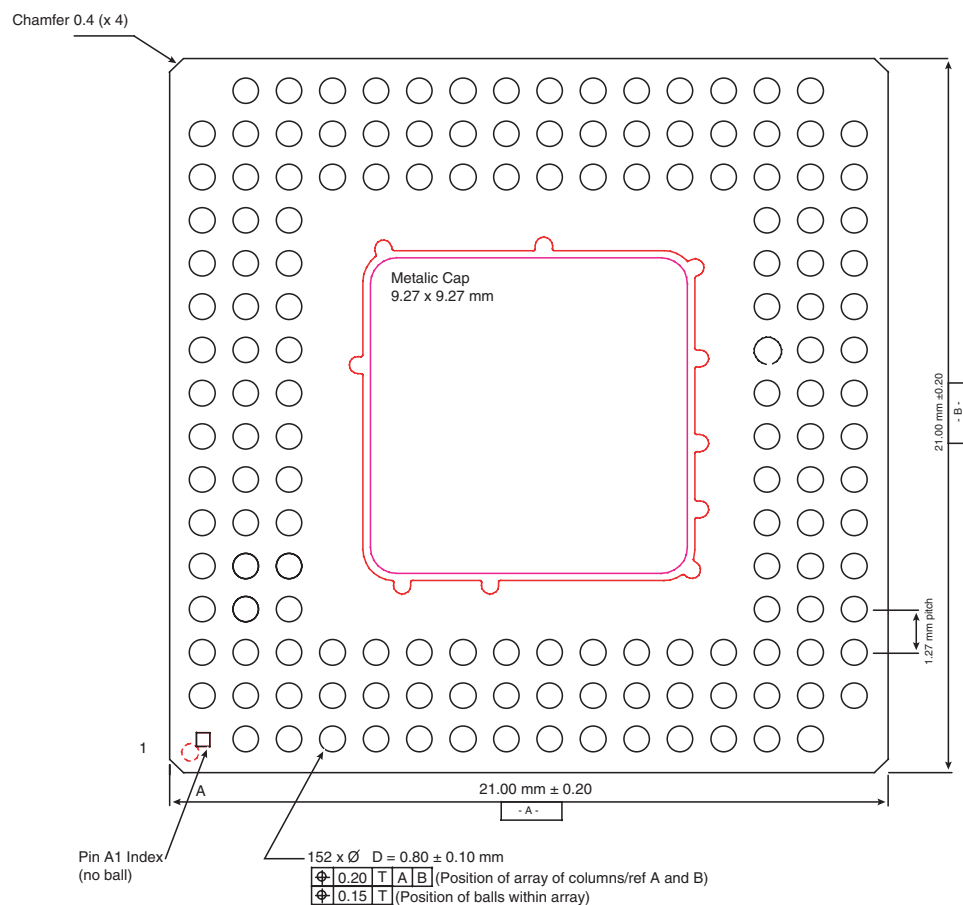 Chamfer 0.4 (x 4)
Metalic Cap
9.27 x 9.27 mm
21.00 mm ±0.20
- B -
1.27 mm pitch
1
A
21.00 mm ± 0.20
- A -
Pin A1 Index
(no ball)
152 x Ø D = 0.80 ± 0.10 mm
⌖ 0.20 T A B (Position of array of columns/ref A and B)
⌖ 0.15 T (Position of balls within array)